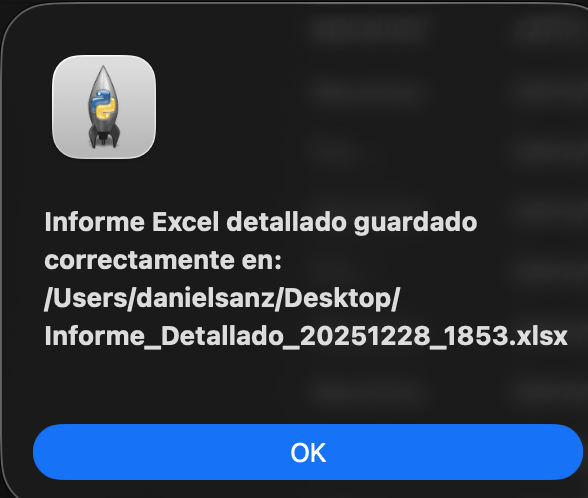 Informe Excel detallado guardado
correctamente en:
/Users/danielsanz/Desktop/
Informe_Detallado_20251228_1853.xlsx
OK